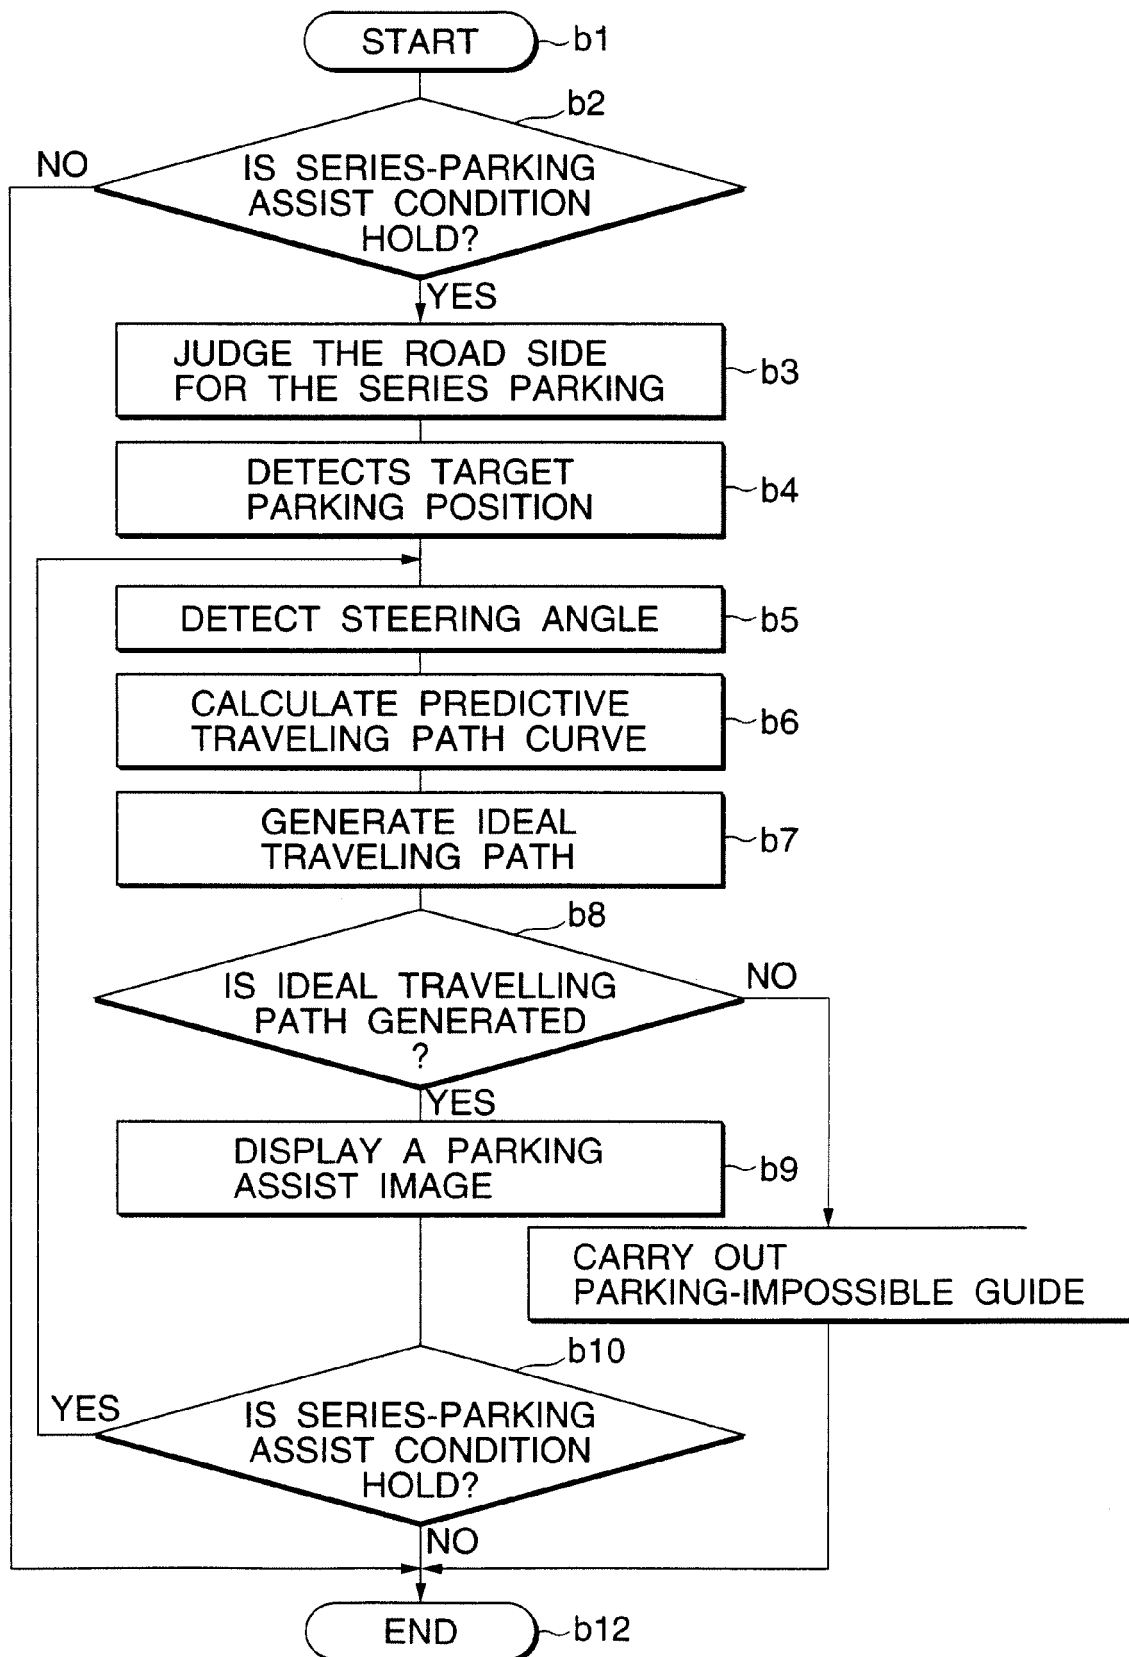 START
b1
b2
NO
IS SERIES-PARKING
ASSIST CONDITION
HOLD?
YES
JUDGE THE ROAD SIDE
FOR THE SERIES PARKING
b3
DETECTS TARGET
PARKING POSITION
b4
DETECT STEERING ANGLE
b5
CALCULATE PREDICTIVE
TRAVELING PATH CURVE
b6
GENERATE IDEAL
TRAVELING PATH
b7
b8
NO
IS IDEAL TRAVELLING
PATH GENERATED
?
YES
DISPLAY A PARKING
ASSIST IMAGE
b9
CARRY OUT
PARKING-IMPOSSIBLE GUIDE
b10
YES
IS SERIES-PARKING
ASSIST CONDITION
HOLD?
NO
END
b12